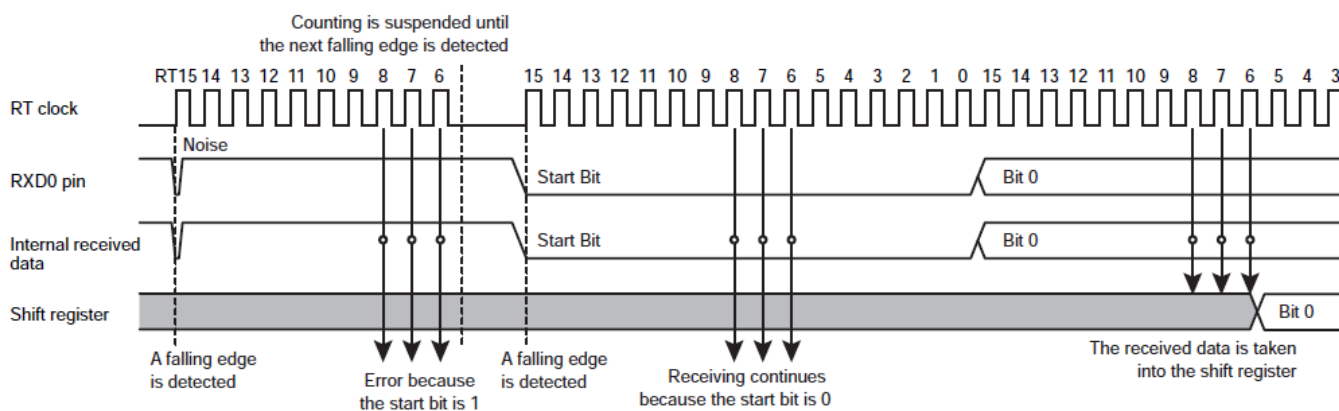 Counting is suspended until
the next falling edge is detected
RT15 14 13 12 11 10 9 8 7 6 15 14 13 12 11 10 9 8 7 6 5 4 3 2 1 0 15 14 13 12 11 10 9 8 7 6 5 4 3
RT clock
Noise
RXD0 pin
Start Bit
Bit 0
Internal received
data
Start Bit
Bit 0
Shift register
Bit 0
A falling edge
is detected
Error because
the start bit is 1
A falling edge
is detected
Receiving continues
because the start bit is 0
The received data is taken
into the shift register